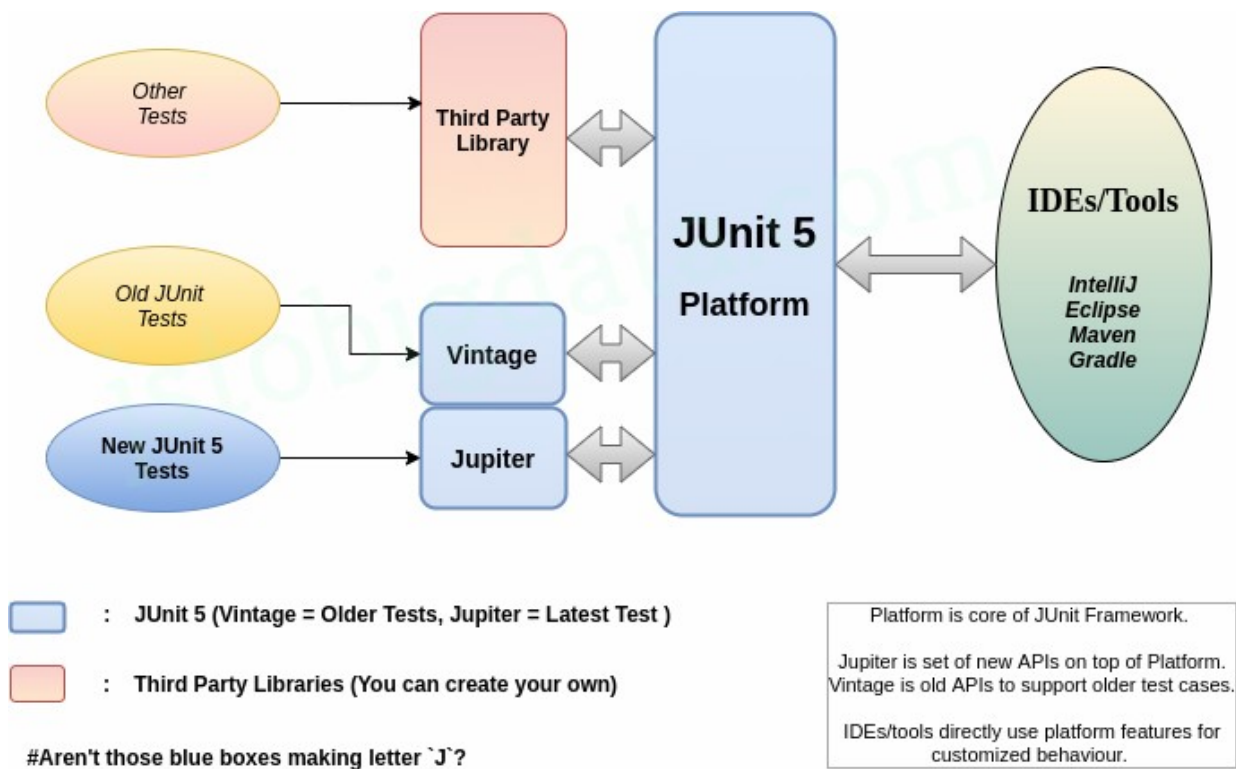 Other
Tests
Third Party
Library
Old JUnit
Tests
Vintage
New JUnit 5
Tests
Jupiter
JUnit 5
Platform
IDEs/Tools
IntelliJ
Eclipse
Maven
Gradle
: JUnit 5 (Vintage = Older Tests, Jupiter = Latest Test )
: Third Party Libraries (You can create your own)
#Aren't those blue boxes making letter `J`?
Platform is core of JUnit Framework.
Jupiter is set of new APIs on top of Platform.
Vintage is old APIs to support older test cases.
IDEs/tools directly use platform features for
customized behaviour.